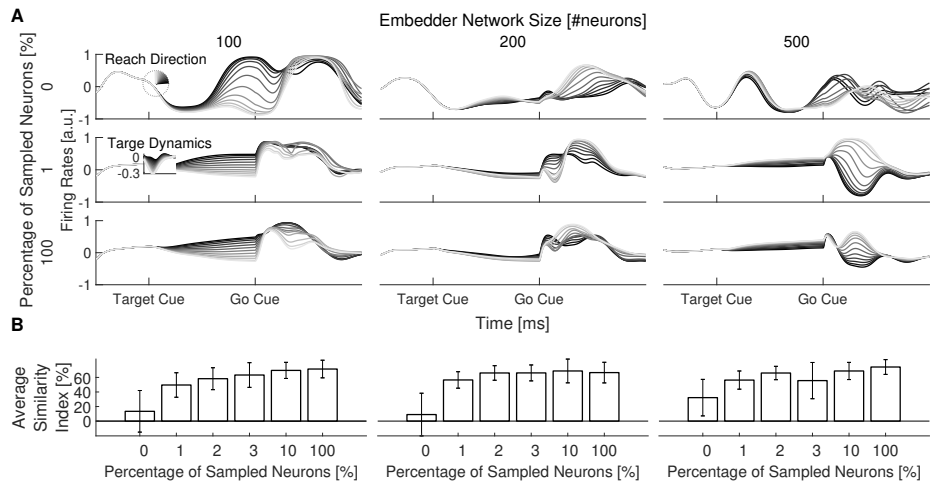 A
Embedder Network Size [#neurons]
100
200
500
Percentage of Sampled Neurons [%]
0
1
100
Firing Rates [a.u.]
1
0
-1
Reach Direction
1
0
-1
Targe Dynamics
0
-0.3
1
0
-1
Target Cue
Go Cue
Target Cue
Go Cue
Target Cue
Go Cue
Time [ms]
B
Average
Similarity
Index [%]
60
40
20
0
0 1 2 3 10 100
0 1 2 3 10 100
0 1 2 3 10 100
Percentage of Sampled Neurons [%]
Percentage of Sampled Neurons [%]
Percentage of Sampled Neurons [%]